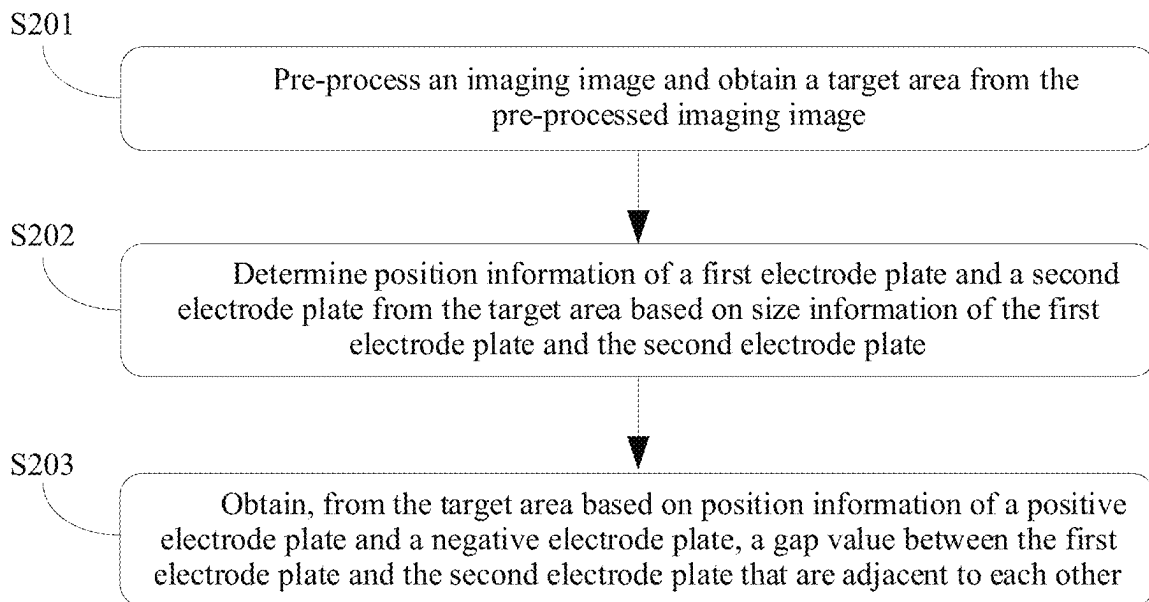 S201
Pre-process an imaging image and obtain a target area from the
pre-processed imaging image
S202
Determine position information of a first electrode plate and a second
electrode plate from the target area based on size information of the first
electrode plate and the second electrode plate
S203
Obtain, from the target area based on position information of a positive
electrode plate and a negative electrode plate, a gap value between the first
electrode plate and the second electrode plate that are adjacent to each other